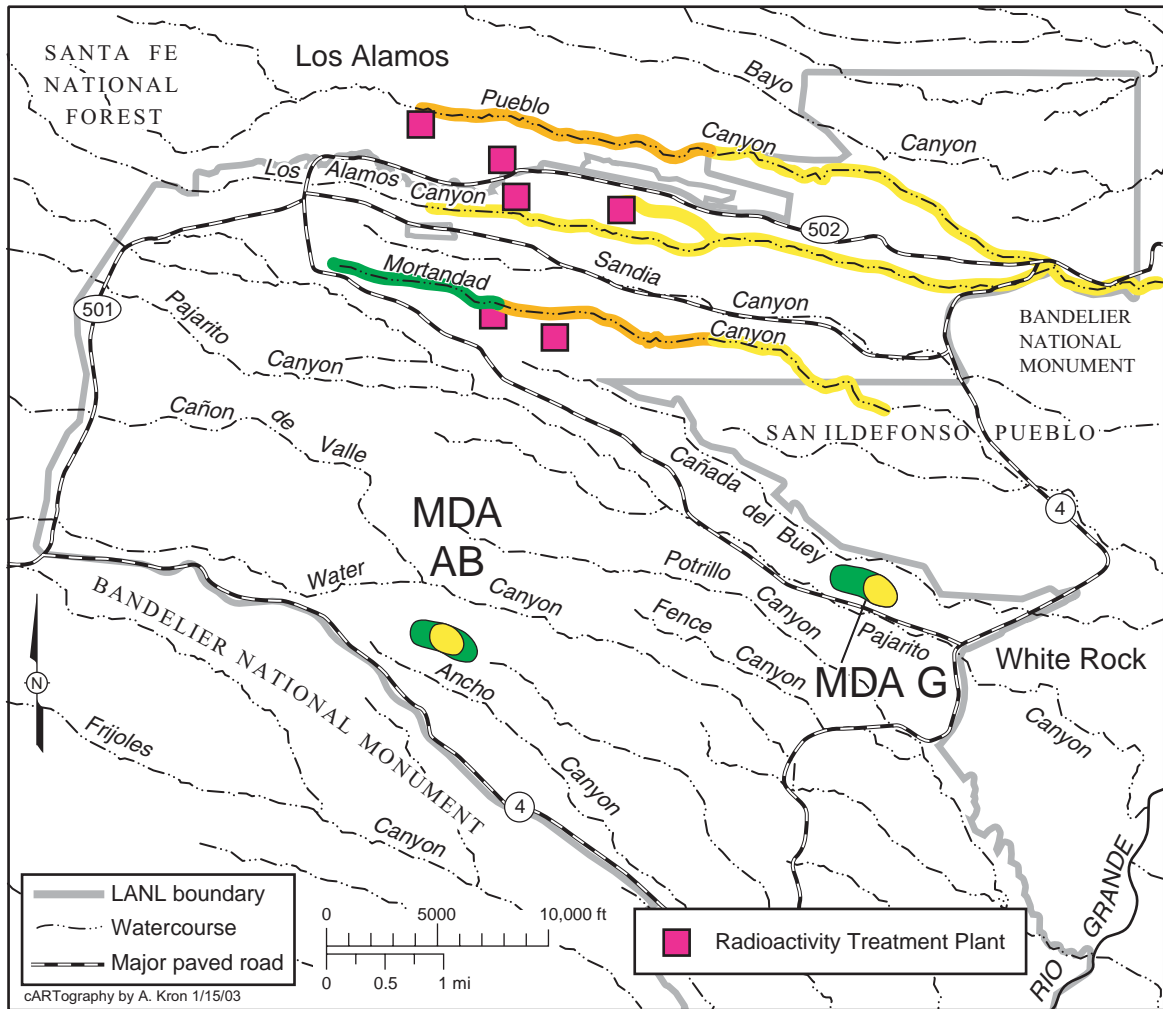 SANTA FE
NATIONAL
FOREST
Los Alamos
Bayo
Canyon
Pueblo
Canyon
Los Alamos
Canyon
502
Sandia
Canyon
Mortandad
Canyon
501
Pajarito
Canyon
BANDELIER
NATIONAL
MONUMENT
Cañon
de
Valle
SAN ILDEFONSO PUEBLO
Cañada
del Buey
4
MDA
AB
Water
Canyon
Potrillo
Canyon
Fence
Canyon
Pajarito
Canyon
MDA G
White Rock
BANDELIER NATIONAL MONUMENT
Ancho
Canyon
N
Frijoles
Canyon
4
RIO GRANDE
LANL boundary
Watercourse
Major paved road
cARTography by A. Kron 1/15/03
0 5000 10,000 ft
0 0.5 1 mi
Radioactivity Treatment Plant